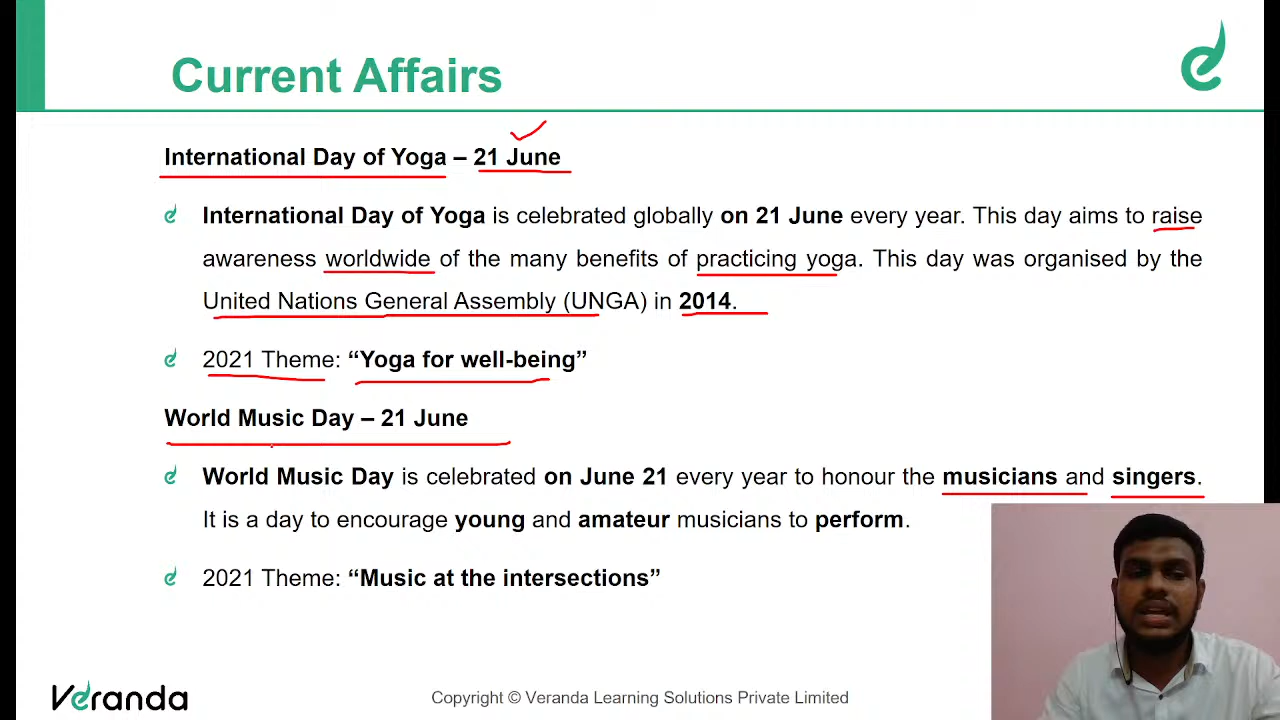 Current Affairs
International Day of Yoga – 21 June
International Day of Yoga is celebrated globally on 21 June every year. This day aims to raise
awareness worldwide of the many benefits of practicing yoga. This day was organised by the
United Nations General Assembly (UNGA) in 2014.
2021 Theme: “Yoga for well-being”
World Music Day – 21 June
World Music Day is celebrated on June 21 every year to honour the musicians and singers.
It is a day to encourage young and amateur musicians to perform.
2021 Theme: “Music at the intersections”
Veranda
Copyright © Veranda Learning Solutions Private Limited